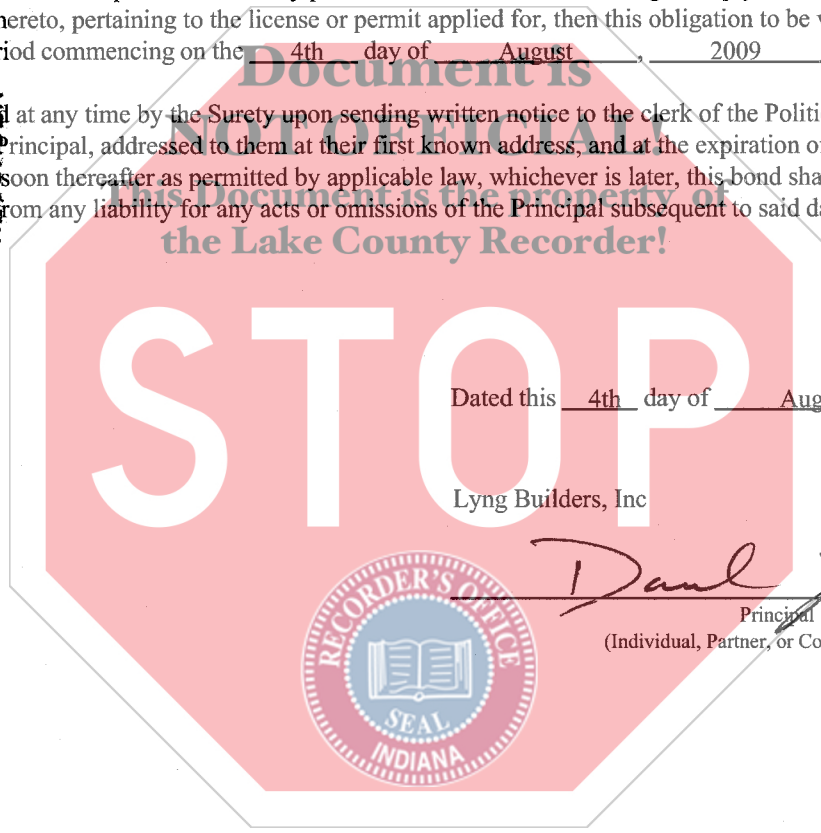 hereto, pertaining to the license or permit applied for, then this obligation to be
riod commencing on the 4th day of August, 2009
Document is
at any time by the Surety upon sending written notice to the clerk of the Politi
NOT OFFICIAL!
Principal, addressed to them at their first known address, and at the expiration of
soon thereafter as permitted by applicable law, whichever is later, this bond sha
This Document is the property of
rom any liability for any acts or omissions of the Principal subsequent to said da
the Lake County Recorder!
STOP
Dated this 4th day of Aug
Lyng Builders, Inc
Principal
(Individual, Partner, or Co
RECORDER'S OFFICE
SEAL
INDIANA